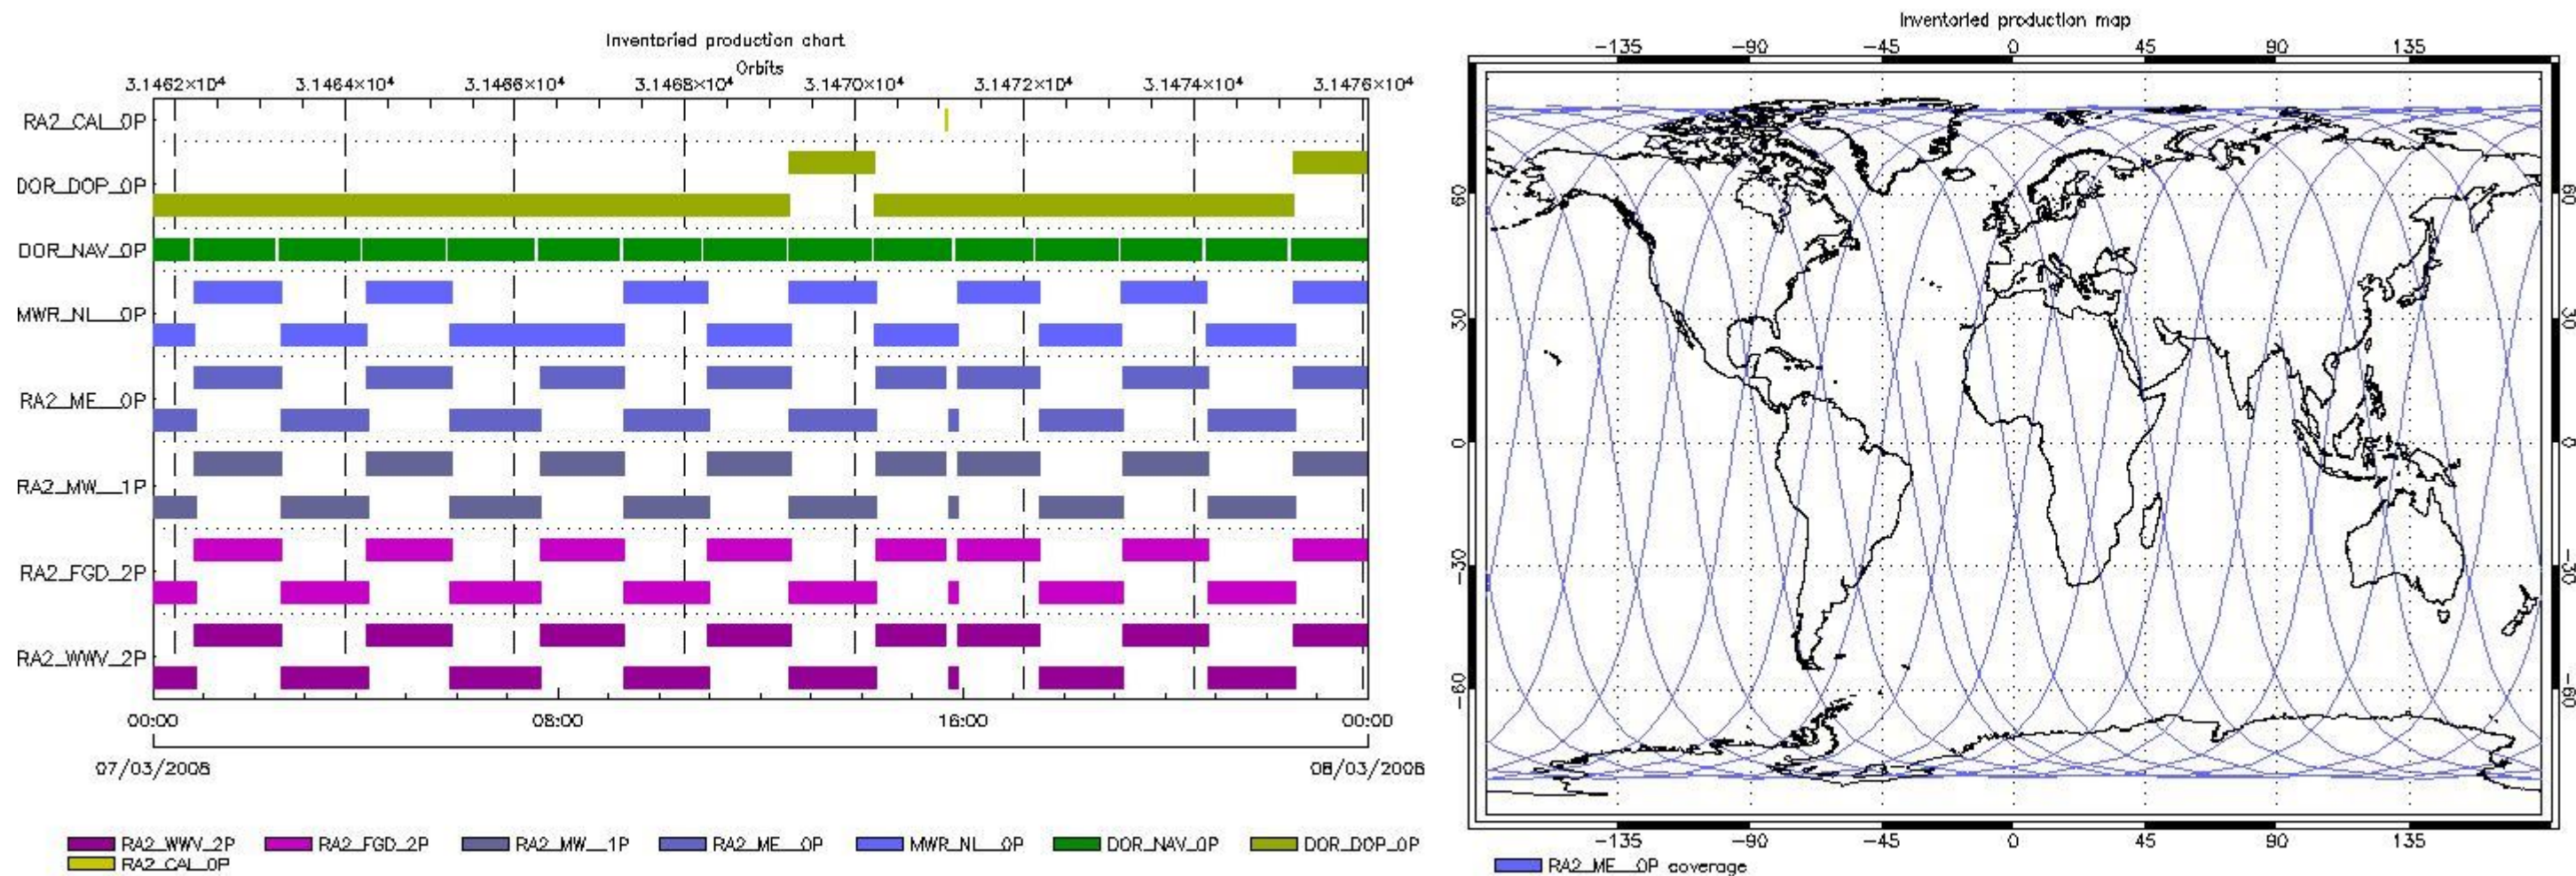 Inventoried production chart
Orbits
3.1462×10⁴ 3.1464×10⁴ 3.1466×10⁴ 3.1468×10⁴ 3.1470×10⁴ 3.1472×10⁴ 3.1474×10⁴ 3.1476×10⁴
RA2_CAL_0P
DOR_DOP_0P
DOR_NAV_0P
MWR_NL__0P
RA2_ME__0P
RA2_MW__1P
RA2_FGD_2P
RA2_WWV_2P
00:00 08:00 16:00 00:00
07/03/2008 08/03/2008
RA2_WWV_2P RA2_FGD_2P RA2_MW__1P RA2_ME__0P MWR_NL__0P DOR_NAV_0P DOR_DOP_0P
RA2_CAL_0P
Inventoried production map
-135 -90 -45 0 45 90 135
60 60
30 30
0 0
-30 -30
-60 -60
-135 -90 -45 0 45 90 135
RA2_ME__0P coverage